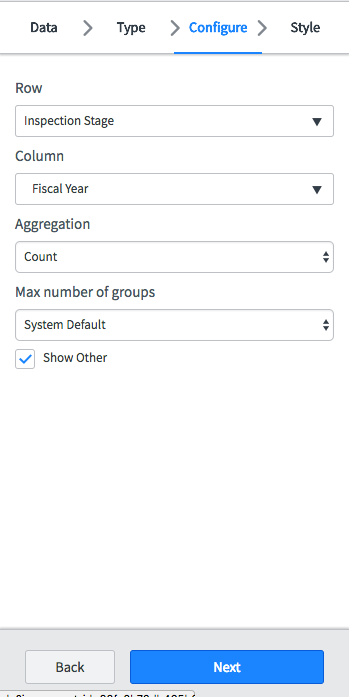 Data Type Configure Style
Row
Inspection Stage
Column
Fiscal Year
Aggregation
Count
Max number of groups
System Default
Show Other
Back Next